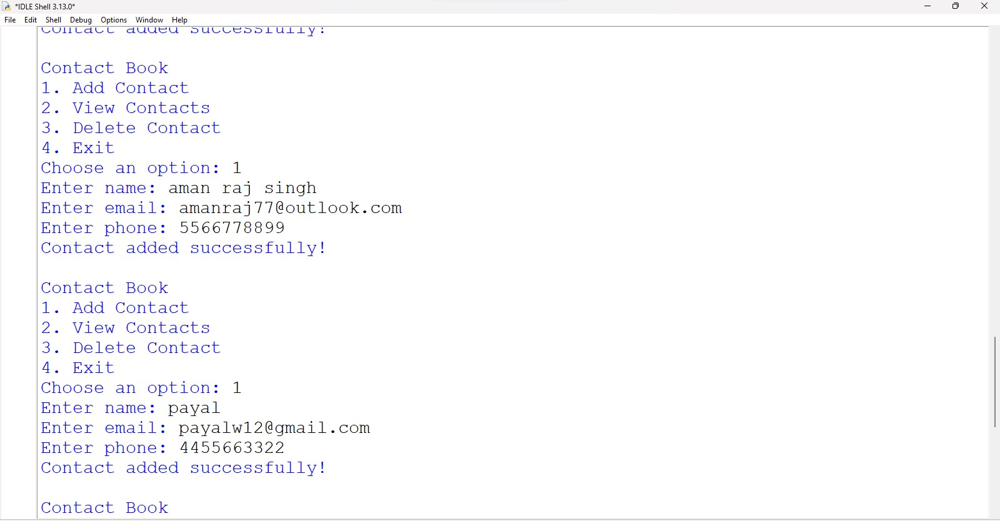 *IDLE Shell 3.13.0*
File Edit Shell Debug Options Window Help
Contact added successfully!
Contact Book
1. Add Contact
2. View Contacts
3. Delete Contact
4. Exit
Choose an option: 1
Enter name: aman raj singh
Enter email: amanraj77@outlook.com
Enter phone: 5566778899
Contact added successfully!
Contact Book
1. Add Contact
2. View Contacts
3. Delete Contact
4. Exit
Choose an option: 1
Enter name: payal
Enter email: payalw12@gmail.com
Enter phone: 4455663322
Contact added successfully!
Contact Book